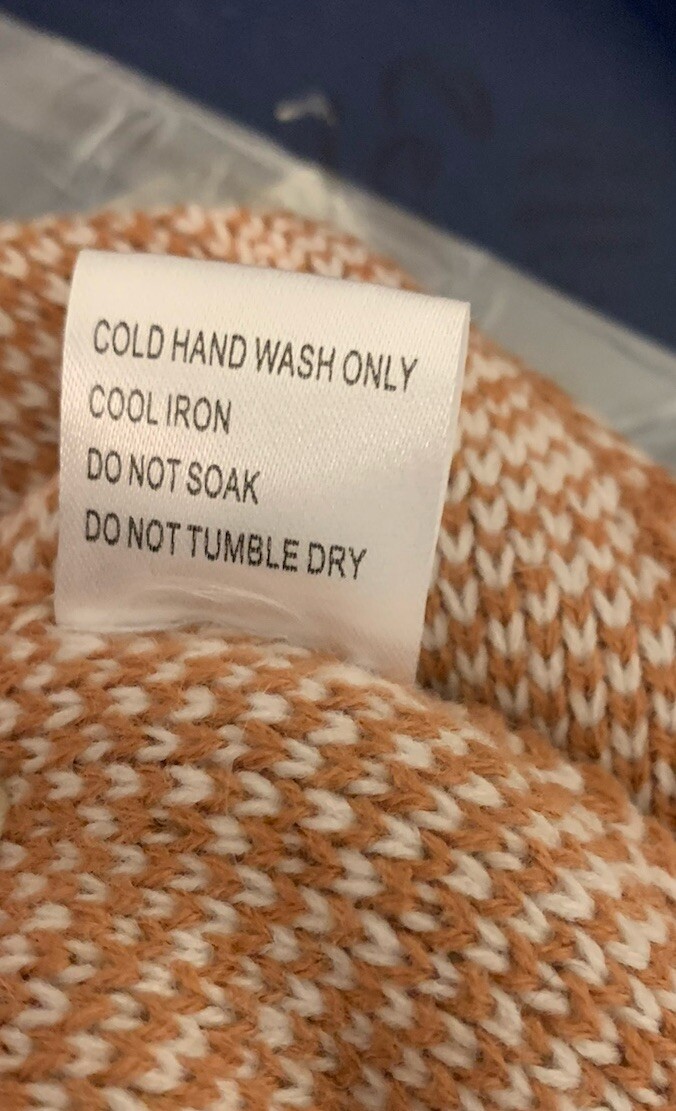 COLD HAND WASH ONLY
COOL IRON
DO NOT SOAK
DO NOT TUMBLE DRY